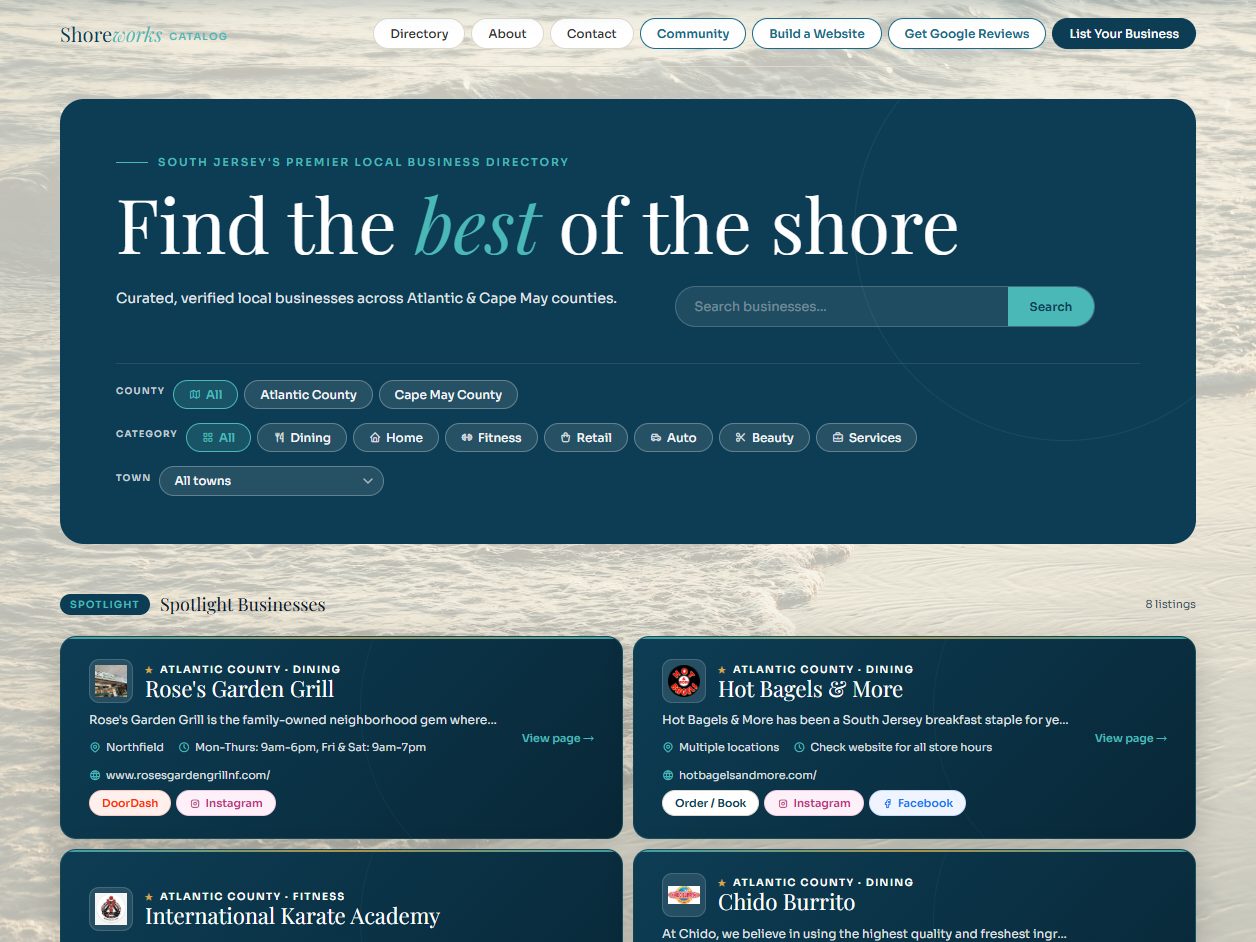 Shoreworks CATALOG
Directory
About
Contact
Community
Build a Website
Get Google Reviews
List Your Business
SOUTH JERSEY'S PREMIER LOCAL BUSINESS DIRECTORY
Find the best of the shore
Curated, verified local businesses across Atlantic & Cape May counties.
Search businesses...
Search
COUNTY
All
Atlantic County
Cape May County
CATEGORY
All
Dining
Home
Fitness
Retail
Auto
Beauty
Services
TOWN
All towns
SPOTLIGHT
Spotlight Businesses
8 listings
★ ATLANTIC COUNTY · DINING
Rose's Garden Grill
Rose's Garden Grill is the family-owned neighborhood gem where...
Northfield
Mon-Thurs: 9am-6pm, Fri & Sat: 9am-7pm
www.rosesgardengrillnf.com/
DoorDash
Instagram
View page →
★ ATLANTIC COUNTY · DINING
Hot Bagels & More
Hot Bagels & More has been a South Jersey breakfast staple for ye...
Multiple locations
Check website for all store hours
hotbagelsandmore.com/
Order / Book
Instagram
Facebook
View page →
★ ATLANTIC COUNTY · FITNESS
International Karate Academy
★ ATLANTIC COUNTY · DINING
Chido Burrito
At Chido, we believe in using the highest quality and freshest ingr...